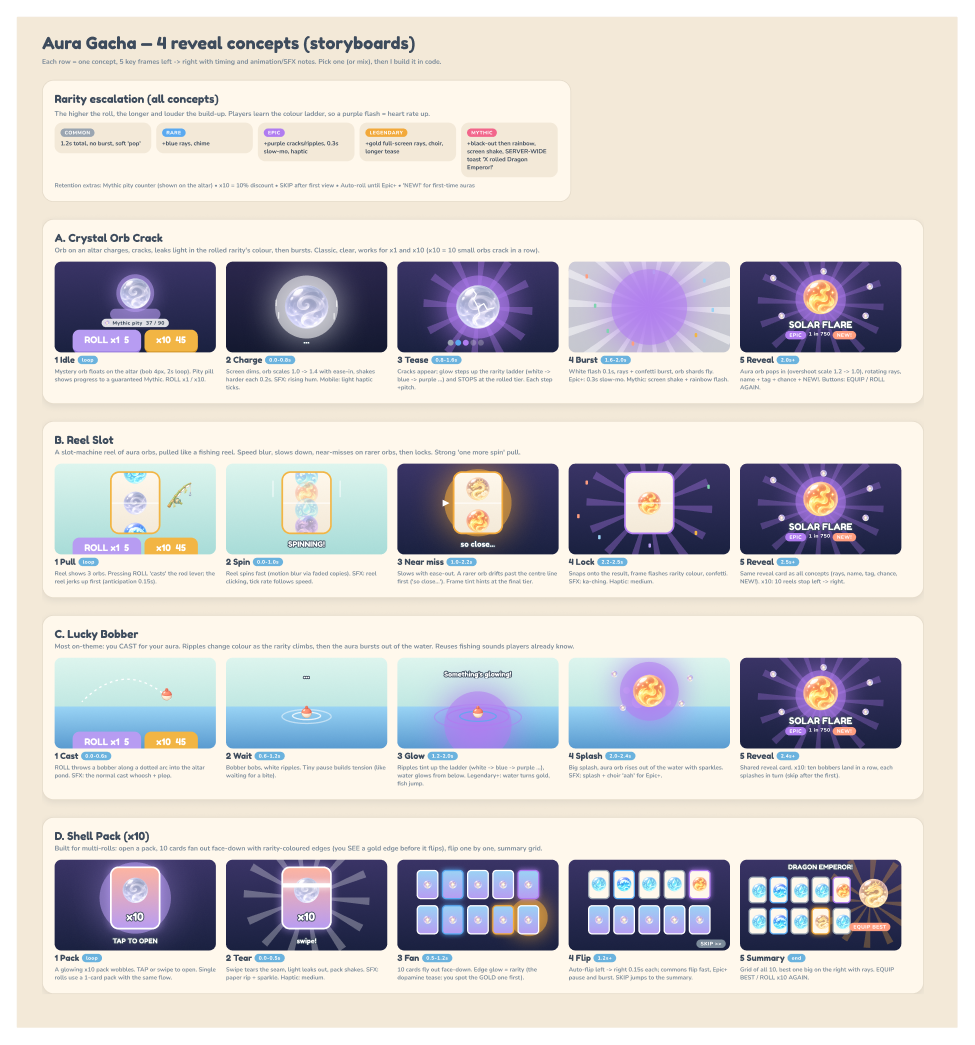 Aura Gacha — 4 reveal concepts (storyboards)
Each row = one concept, 5 key frames left -> right with timing and animation/SFX notes. Pick one (or mix), then I build it in code.
Rarity escalation (all concepts)
The higher the roll, the longer and louder the build-up. Players learn the colour ladder, so a purple flash = heart rate up.
COMMON
1.2s total, no burst, soft 'pop'
RARE
+blue rays, chime
EPIC
+purple cracks/ripples, 0.3s
slow-mo, haptic
LEGENDARY
+gold full-screen rays, choir,
longer tease
MYTHIC
+black-out then rainbow,
screen shake, SERVER-WIDE
toast 'X rolled Dragon
Emperor!'
Retention extras: Mythic pity counter (shown on the altar) • x10 = 10% discount • SKIP after first view • Auto-roll until Epic+ • 'NEW!' for first-time auras
A. Crystal Orb Crack
Orb on an altar charges, cracks, leaks light in the rolled rarity's colour, then bursts. Classic, clear, works for x1 and x10 (x10 = 10 small orbs crack in a row).
Mythic pity 37 / 90
ROLL x1 5
x10 45
...
SOLAR FLARE
EPIC
1 in 750
NEW!
1 Idle loop
Mystery orb floats on the altar (bob 4px, 2s loop). Pity pill
shows progress to a guaranteed Mythic. ROLL x1 / x10.
2 Charge 0.0-0.8s
Screen dims, orb scales 1.0 -> 1.4 with ease-in, shakes
harder each 0.2s. SFX: rising hum. Mobile: light haptic
ticks.
3 Tease 0.8-1.6s
Cracks appear; glow steps up the rarity ladder (white ->
blue -> purple ...) and STOPS at the rolled tier. Each step
+pitch.
4 Burst 1.6-2.0s
White flash 0.1s, rays + confetti burst, orb shards fly.
Epic+: 0.3s slow-mo. Mythic: screen shake + rainbow flash.
5 Reveal 2.0s+
Aura orb pops in (overshoot scale 1.2 -> 1.0), rotating rays,
name + tag + chance + NEW!. Buttons: EQUIP / ROLL
AGAIN.
B. Reel Slot
A slot-machine reel of aura orbs, pulled like a fishing reel. Speed blur, slows down, near-misses on rarer orbs, then locks. Strong 'one more spin' pull.
ROLL x1 5
x10 45
SPINNING!
so close...
SOLAR FLARE
EPIC
1 in 750
NEW!
1 Pull loop
Reel shows 3 orbs. Pressing ROLL 'casts' the rod lever: the
reel jerks up first (anticipation 0.15s).
2 Spin 0.0-1.0s
Reel spins fast (motion blur via faded copies). SFX: reel
clicking, tick rate follows speed.
3 Near miss 1.0-2.2s
Slows with ease-out. A rarer orb drifts past the centre line
first ('so close...'). Frame tint hints at the final tier.
4 Lock 2.2-2.5s
Snaps onto the result, frame flashes rarity colour, confetti.
SFX: ka-ching. Haptic: medium.
5 Reveal 2.5s+
Same reveal card as all concepts (rays, name, tag, chance,
NEW!). x10: 10 reels stop left -> right.
C. Lucky Bobber
Most on-theme: you CAST for your aura. Ripples change colour as the rarity climbs, then the aura bursts out of the water. Reuses fishing sounds players already know.
ROLL x1 5
x10 45
...
Something's glowing!
SOLAR FLARE
EPIC
1 in 750
NEW!
1 Cast 0.0-0.6s
ROLL throws a bobber along a dotted arc into the altar
pond. SFX: the normal cast whoosh + plop.
2 Wait 0.6-1.2s
Bobber bobs, white ripples. Tiny pause builds tension (like
waiting for a bite).
3 Glow 1.2-2.0s
Ripples tint up the ladder (white -> blue -> purple ...),
water glows from below. Legendary+: water turns gold,
fish jump.
4 Splash 2.0-2.4s
Big splash, aura orb rises out of the water with sparkles.
SFX: splash + choir 'aah' for Epic+.
5 Reveal 2.4s+
Shared reveal card. x10: ten bobbers land in a row, each
splashes in turn (skip after the first).
D. Shell Pack (x10)
Built for multi-rolls: open a pack, 10 cards fan out face-down with rarity-coloured edges (you SEE a gold edge before it flips), flip one by one, summary grid.
x10
TAP TO OPEN
x10
swipe!
SKIP >>
DRAGON EMPEROR!
EQUIP BEST
1 Pack loop
A glowing x10 pack wobbles. TAP or swipe to open. Single
rolls use a 1-card pack with the same flow.
2 Tear 0.0-0.5s
Swipe tears the seam, light leaks out, pack shakes. SFX:
paper rip + sparkle. Haptic: medium.
3 Fan 0.5-1.2s
10 cards fly out face-down. Edge glow = rarity (the
dopamine tease: you spot the GOLD one first).
4 Flip 1.2s+
Auto-flip left -> right 0.15s each; commons flip fast, Epic+
pause and burst. SKIP jumps to the summary.
5 Summary end
Grid of all 10, best one big on the right with rays. EQUIP
BEST / ROLL x10 AGAIN.